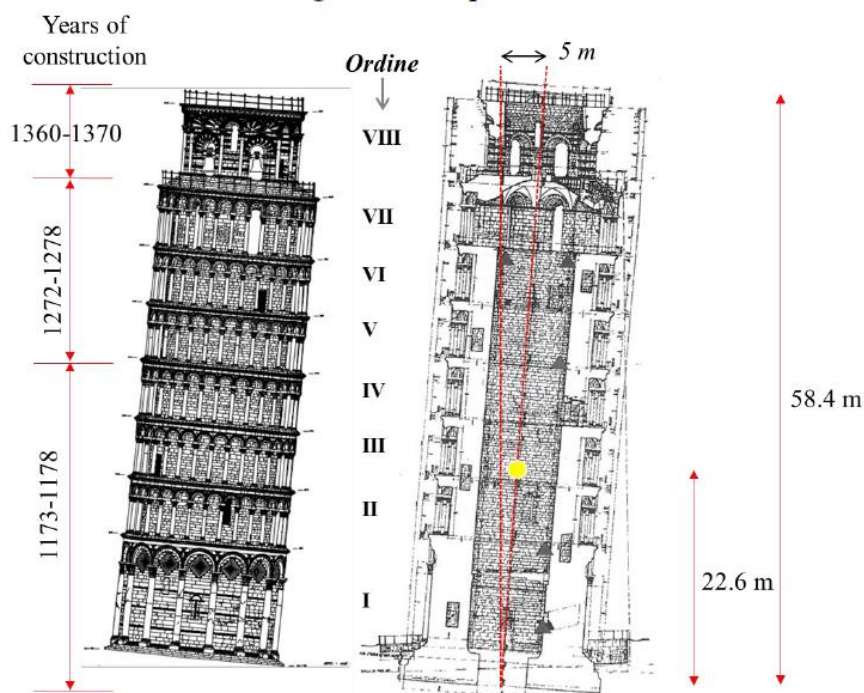 Years of
construction
1360-1370
1272-1278
1173-1178
Ordine
VIII
VII
VI
V
IV
III
II
I
5 m
58.4 m
22.6 m